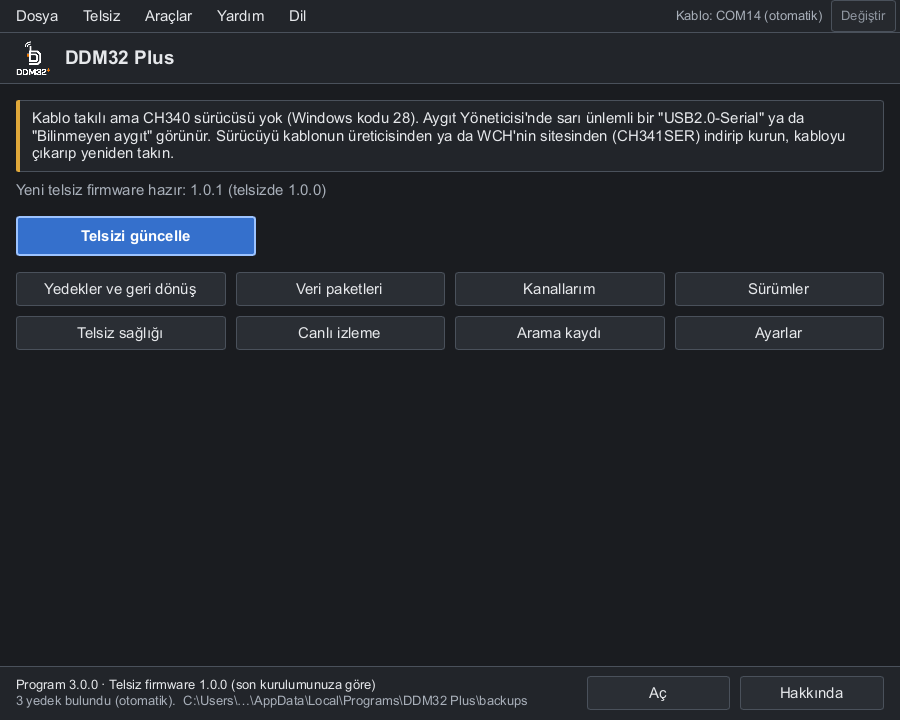 Dosya Telsiz Araçlar Yardım Dil Kablo: COM14 (otomatik) Değiştir
DDM32+ DDM32 Plus
Kablo takılı ama CH340 sürücüsü yok (Windows kodu 28). Aygıt Yöneticisi'nde sarı ünlemli bir "USB2.0-Serial" ya da
"Bilinmeyen aygıt" görünür. Sürücüyü kablonun üreticisinden ya da WCH'nin sitesinden (CH341SER) indirip kurun, kabloyu
çıkarıp yeniden takın.
Yeni telsiz firmware hazır: 1.0.1 (telsizde 1.0.0)
Telsizi güncelle
Yedekler ve geri dönüş Veri paketleri Kanallarım Sürümler
Telsiz sağlığı Canlı izleme Arama kaydı Ayarlar
Program 3.0.0 · Telsiz firmware 1.0.0 (son kurulumunuza göre)
3 yedek bulundu (otomatik). C:\Users\...\AppData\Local\Programs\DDM32 Plus\backups
Aç Hakkında